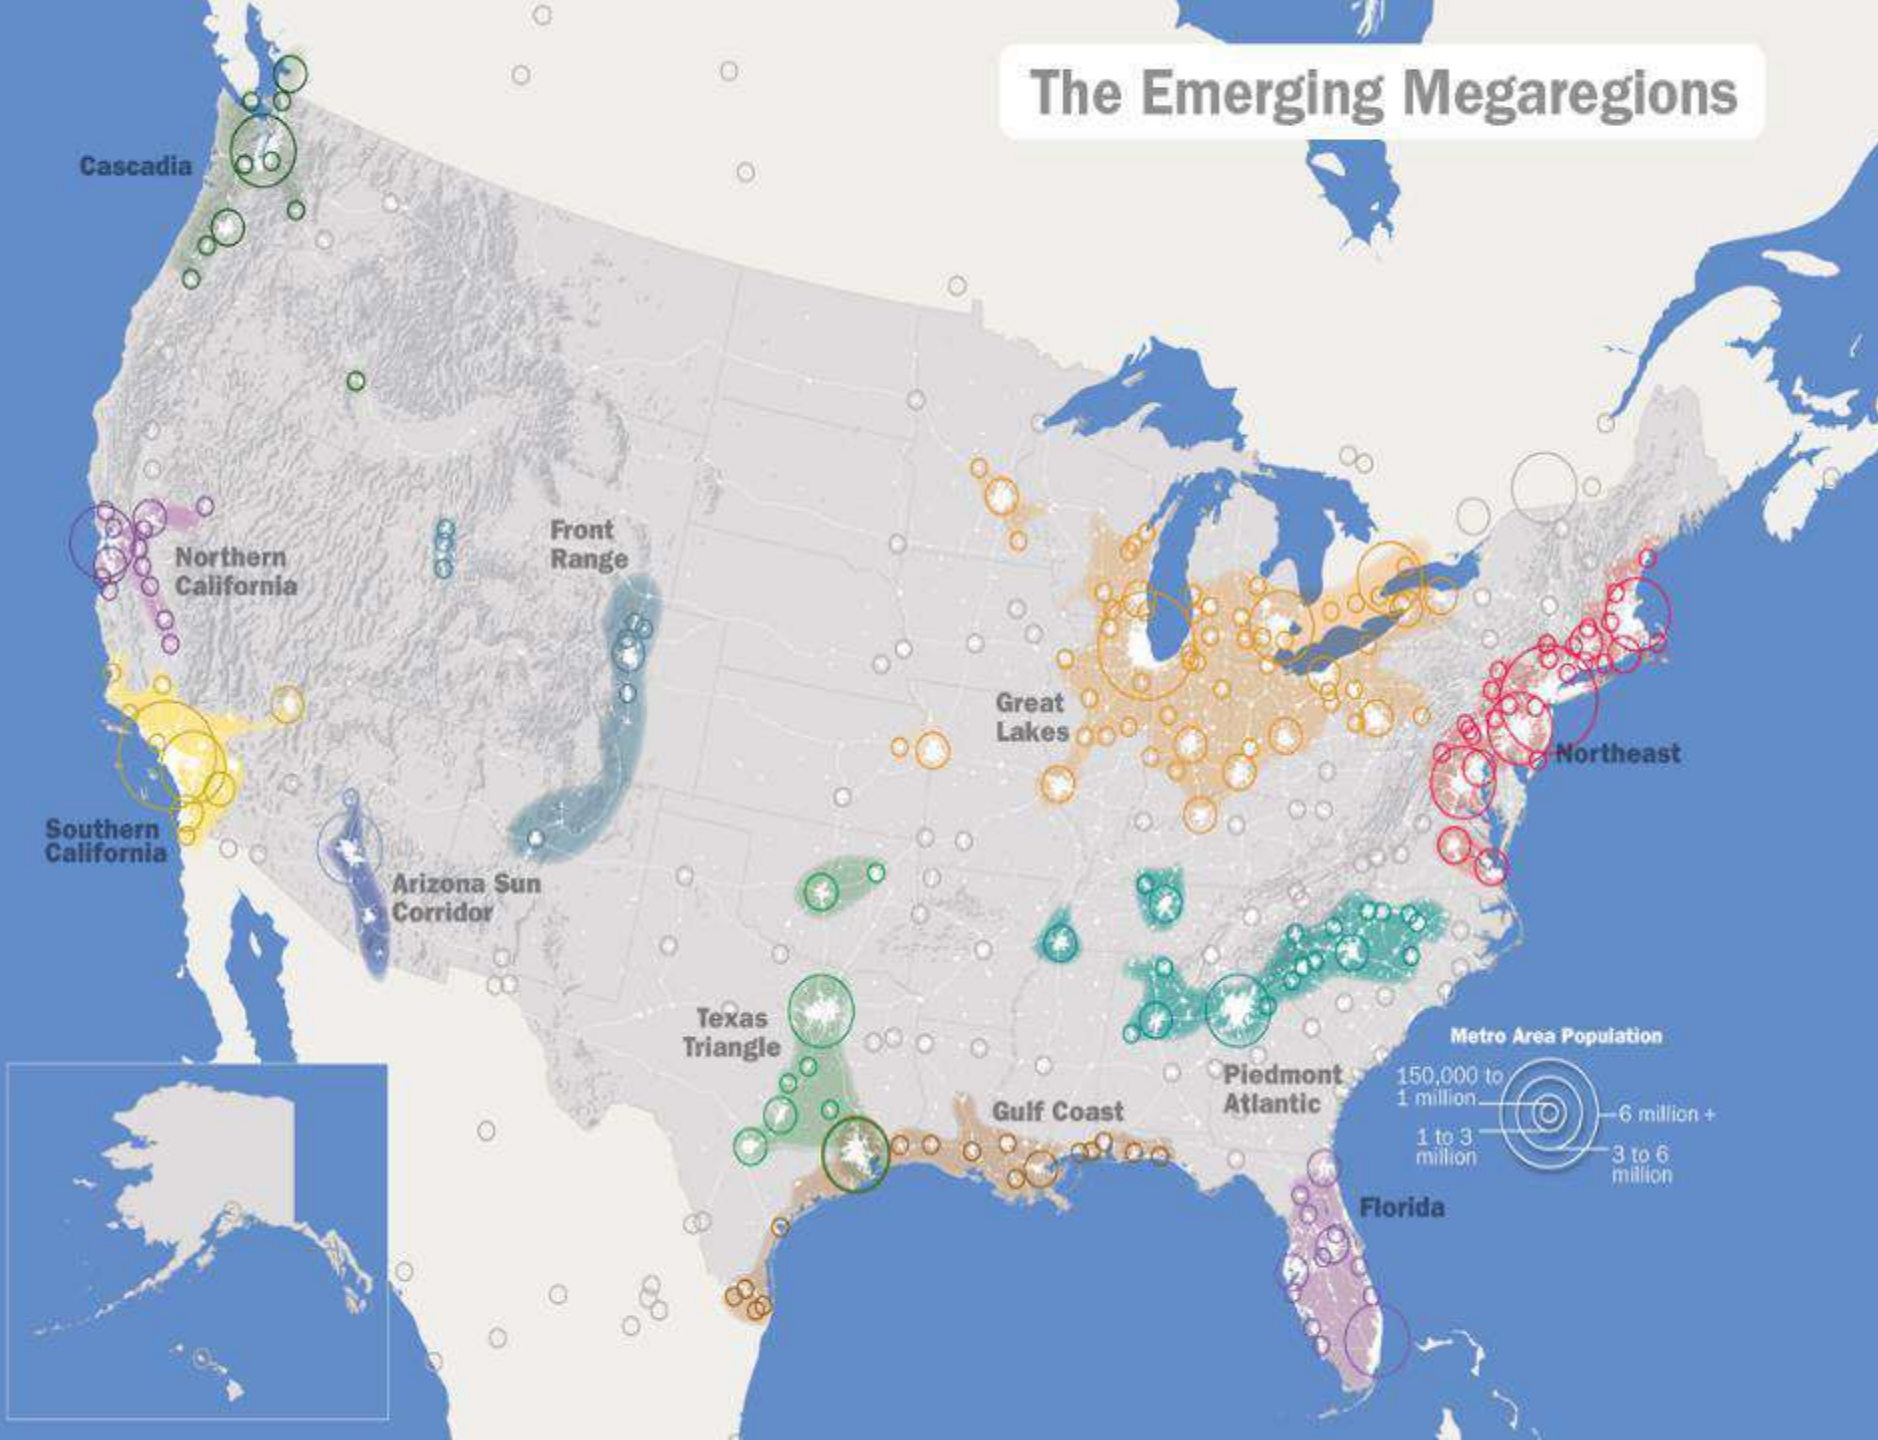 The Emerging Megaregions
Cascadia
Front
Range
Northern
California
Great
Lakes
Northeast
Southern
California
Arizona Sun
Corridor
Texas
Triangle
Gulf Coast
Piedmont
Atlantic
Florida
Metro Area Population
150,000 to
1 million
6 million +
1 to 3
million
3 to 6
million